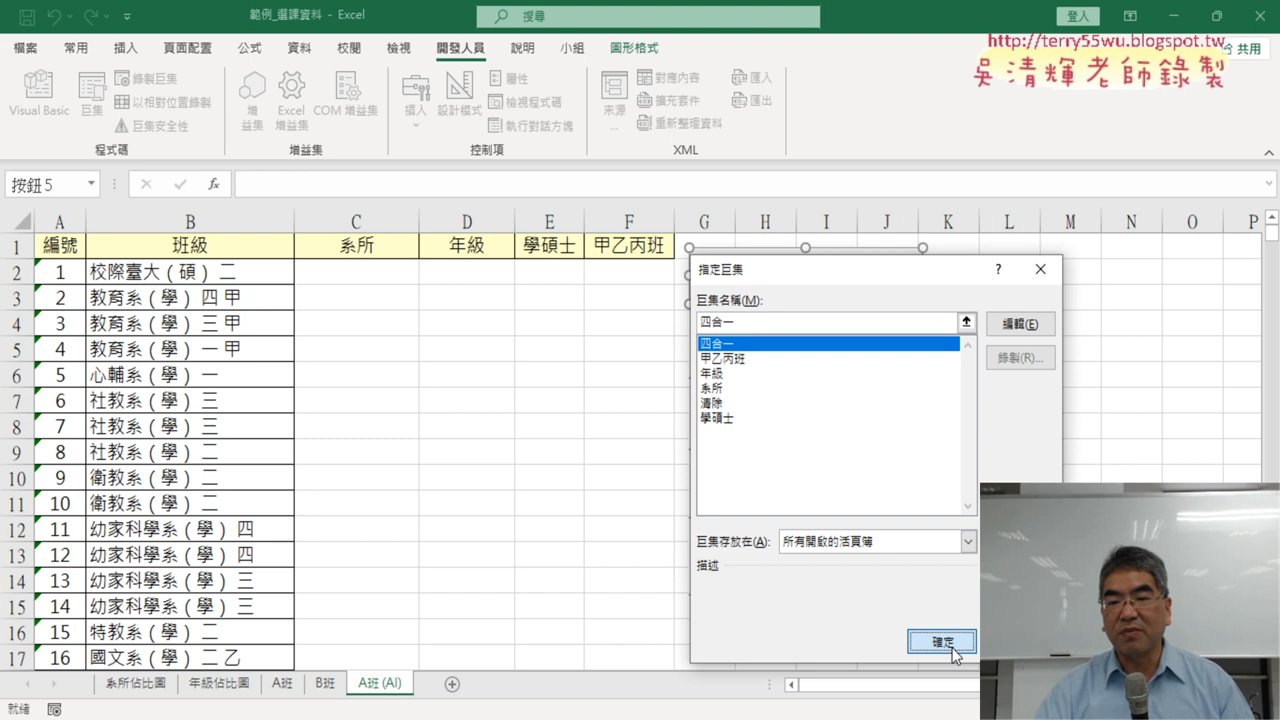 範例_選課資料 - Excel
搜尋
登入
檔案 常用 插入 頁面配置 公式 資料 校閱 檢視 開發人員 說明 小組 圖形格式
共用
http://terry55wu.blogspot.tw
吳清輝老師錄製
Visual Basic
巨集
錄製巨集
以相對位置錄製
巨集安全性
程式碼
增益集
Excel 增益集
COM 增益集
增益集
插入
設計模式
屬性
檢視程式碼
執行對話方塊
控制項
來源
...
對應內容
擴充套件
重新整理資料
匯入
匯出
XML
按鈕 5
fx
A B C D E F G H I J K L M N O P
1 編號 班級 系所 年級 學碩士 甲乙丙班
2 1 校際臺大（碩）二
3 2 教育系（學）四 甲
4 3 教育系（學）三 甲
5 4 教育系（學）一 甲
6 5 心輔系（學）一
7 6 社教系（學）三
8 7 社教系（學）三
9 8 社教系（學）二
10 9 衛教系（學）二
11 10 衛教系（學）二
12 11 幼家科學系（學）四
13 12 幼家科學系（學）四
14 13 幼家科學系（學）三
15 14 幼家科學系（學）三
16 15 特教系（學）二
17 16 國文系（學）二 乙
指定巨集
?
巨集名稱(M):
四合一
編輯(E)
錄製(R)...
四合一
甲乙丙班
年級
系所
清除
學碩士
巨集存放在(A): 所有開啟的活頁簿
描述
確定
系所佔比圖 年級佔比圖 A班 B班 A班 (AI)
就緒